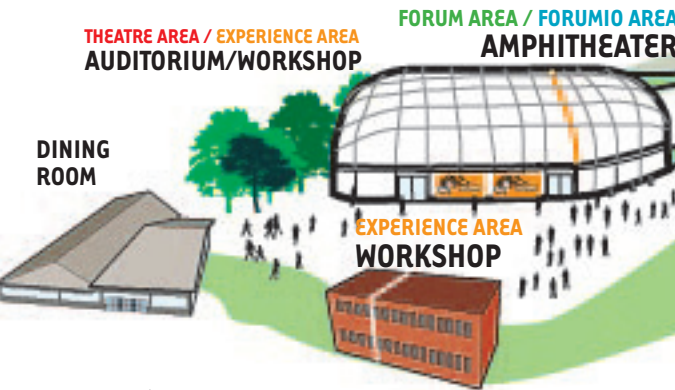 THEATRE AREA / EXPERIENCE AREA
AUDITORIUM/WORKSHOP
FORUM AREA / FORUMIO AREA
AMPHITHEATER
DINING
ROOM
EXPERIENCE AREA
WORKSHOP